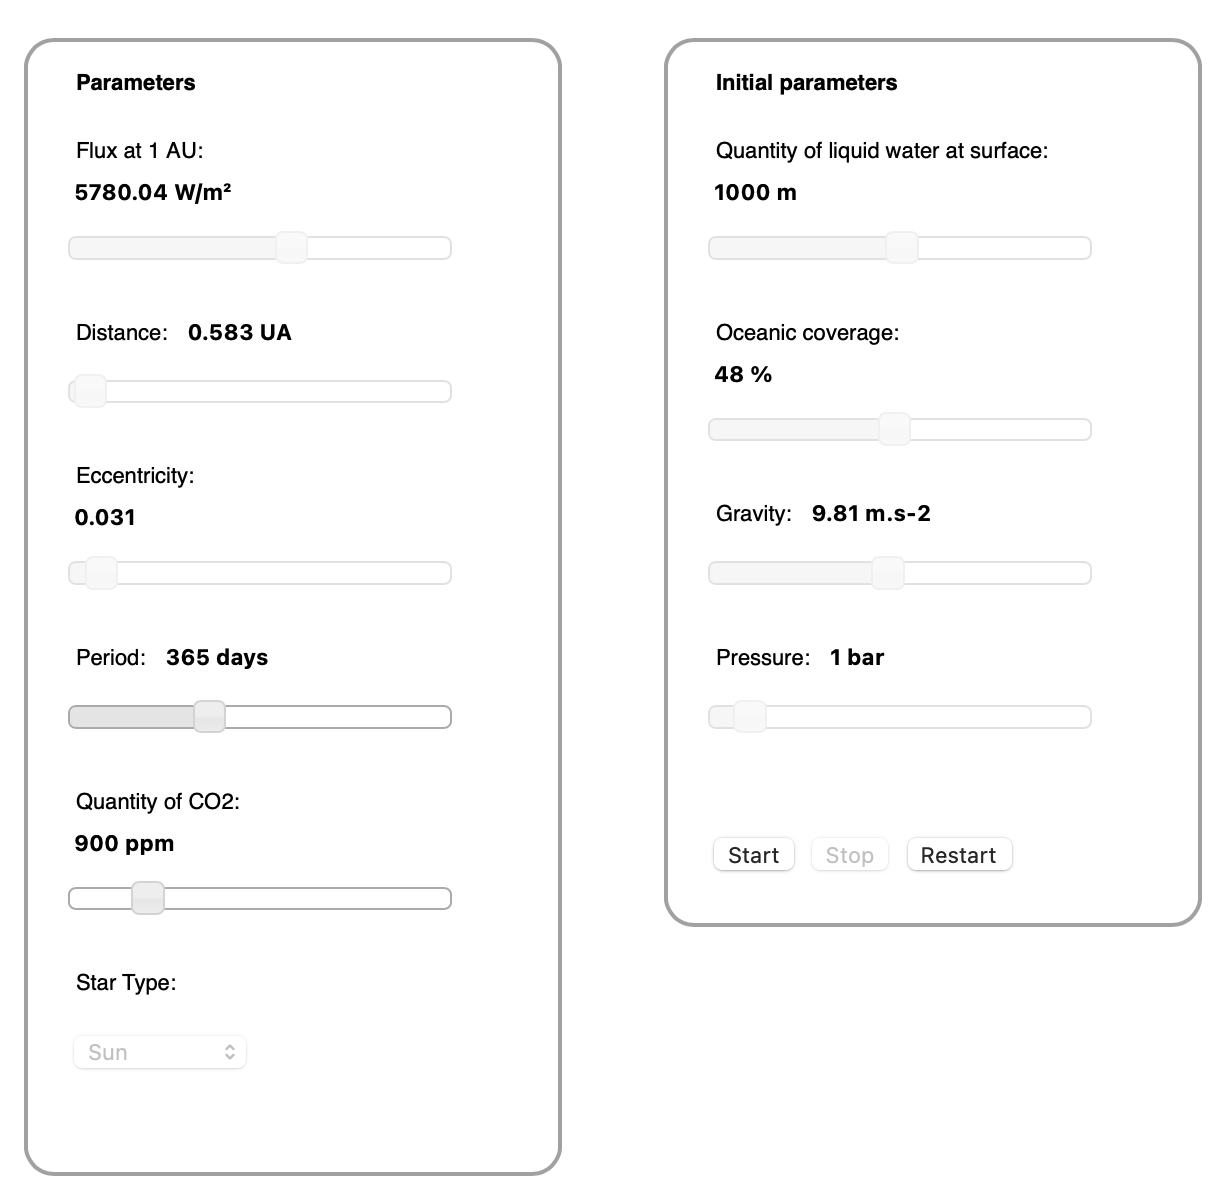 Parameters
Flux at 1 AU:
5780.04 W/m²
Distance: 0.583 UA
Eccentricity:
0.031
Period: 365 days
Quantity of CO2:
900 ppm
Star Type:
Sun
Initial parameters
Quantity of liquid water at surface:
1000 m
Oceanic coverage:
48 %
Gravity: 9.81 m.s-2
Pressure: 1 bar
Start Stop Restart